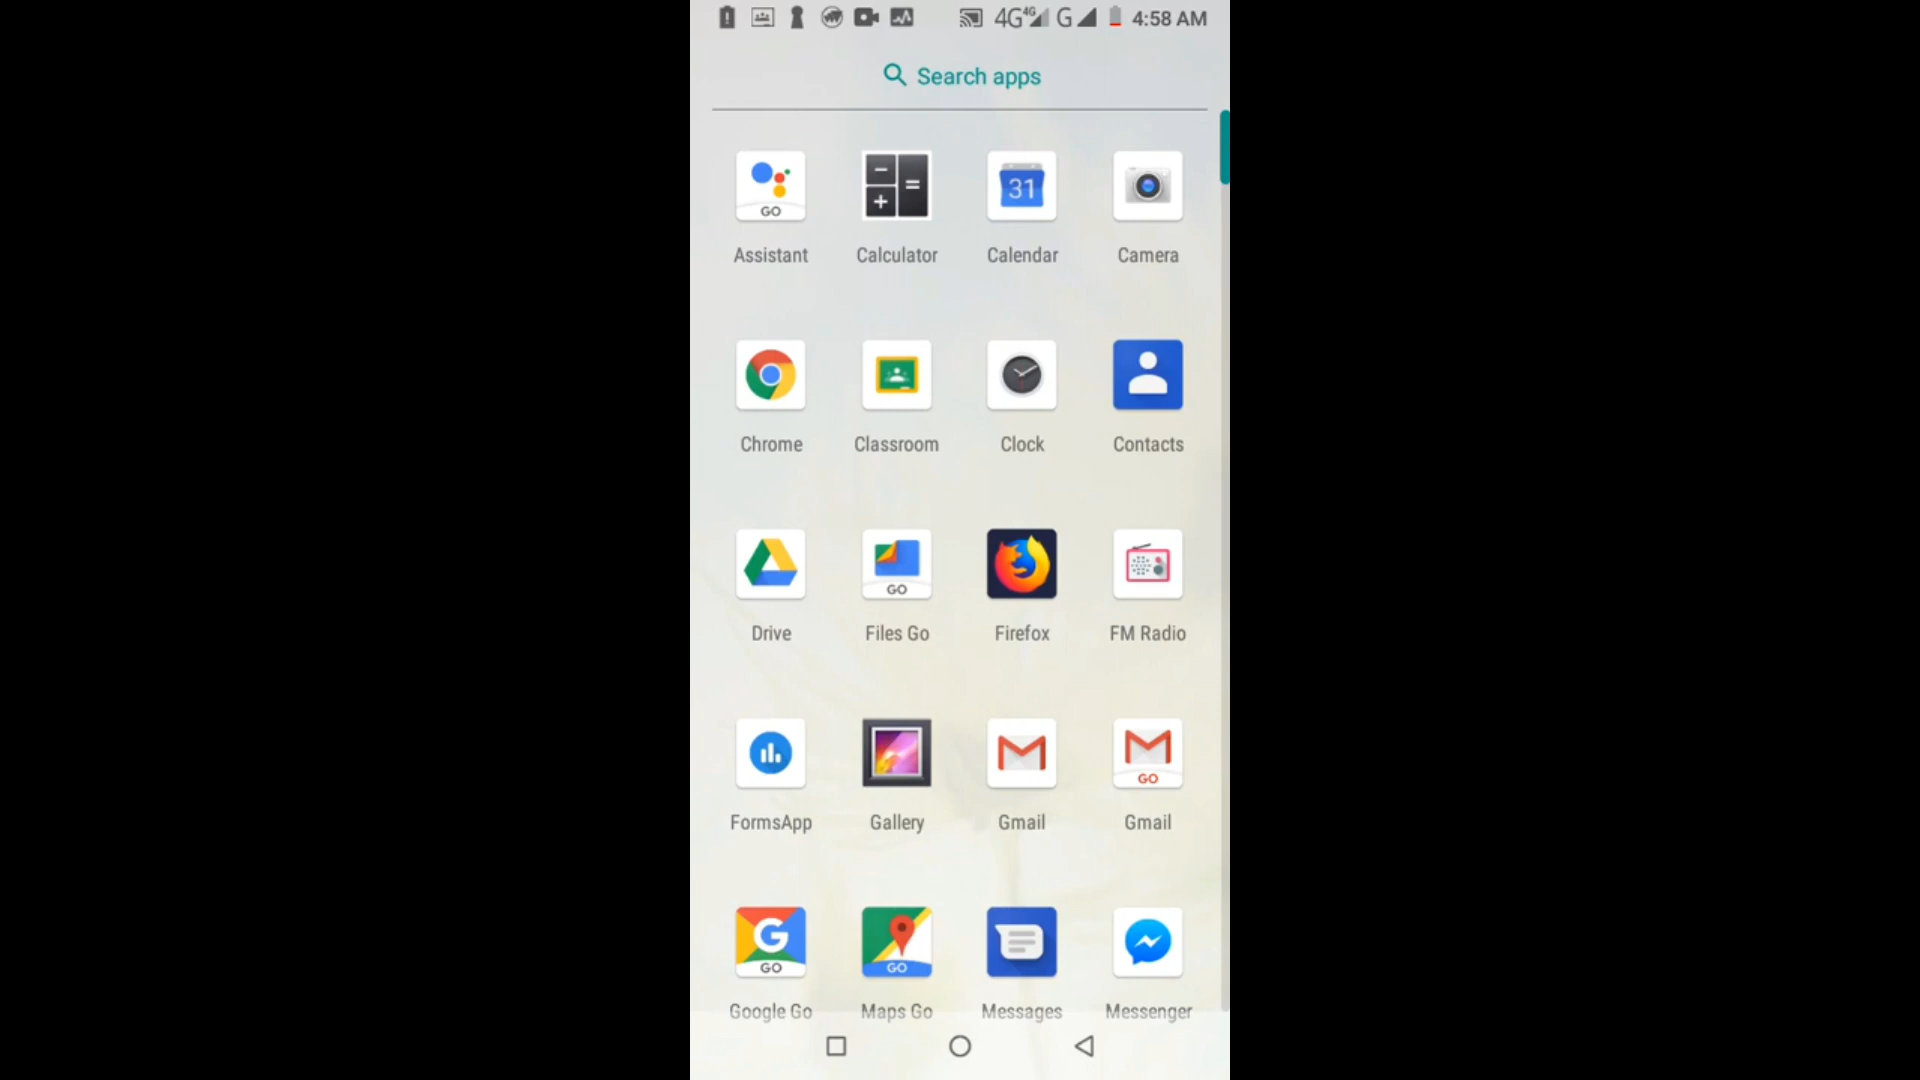 4G 4G G 4:58 AM
Search apps
GO
31
Assistant Calculator Calendar Camera
Chrome Classroom Clock Contacts
GO
Drive Files Go Firefox FM Radio
GO
FormsApp Gallery Gmail Gmail
G
GO GO
Google Go Maps Go Messages Messenger